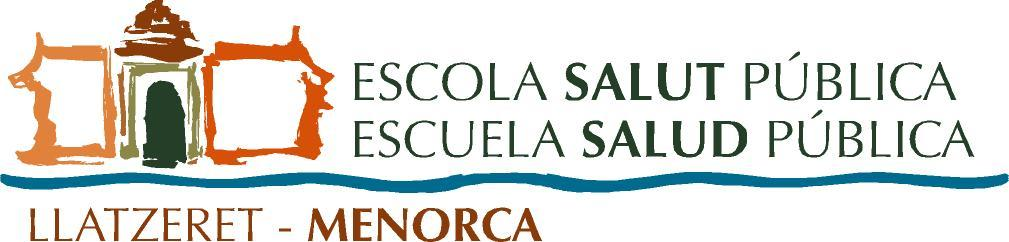 ESCOLA SALUT PÚBLICA
ESCUELA SALUD PÚBLICA
LLATZERET - MENORCA